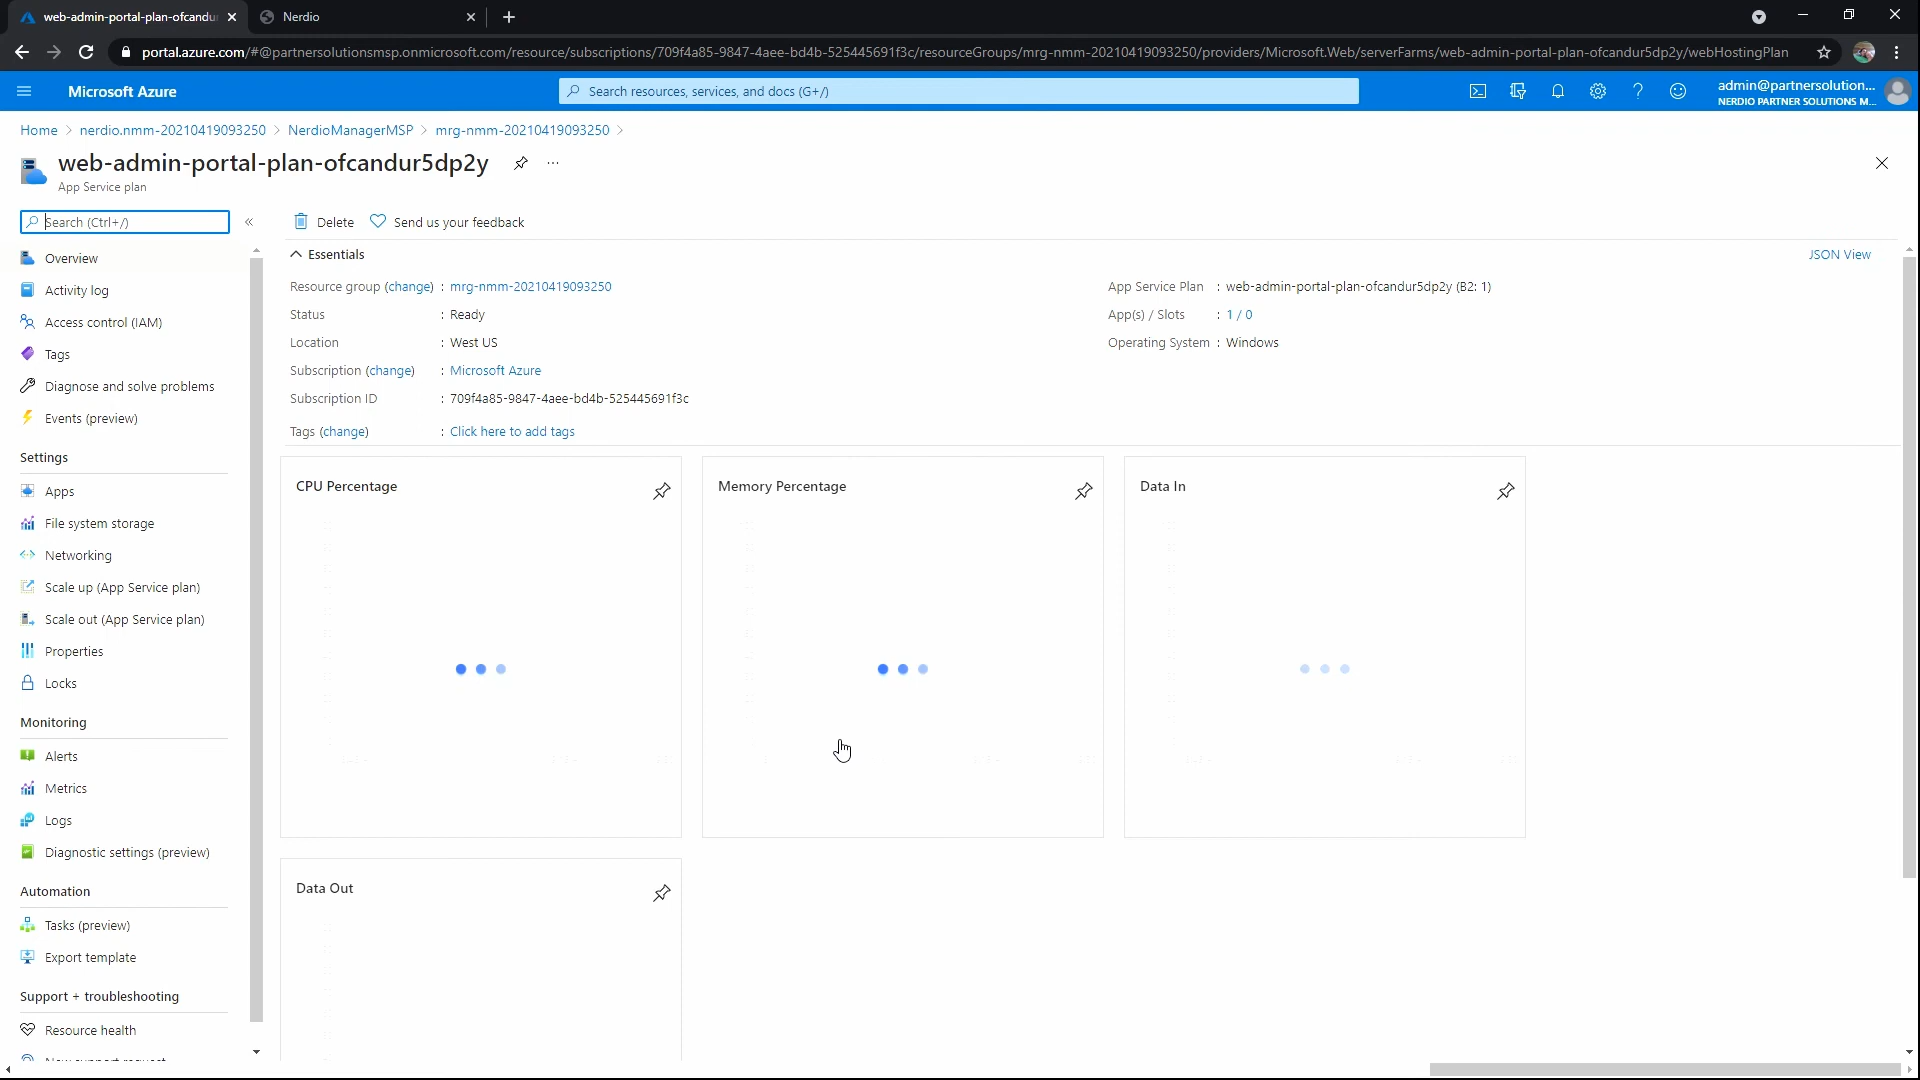 web-admin-portal-plan-ofcandur
Nerdio
portal.azure.com/#@partnersolutionsmsp.onmicrosoft.com/resource/subscriptions/709f4a85-9847-4aee-bd4b-525445691f3c/resourceGroups/mrg-nmm-20210419093250/providers/Microsoft.Web/serverFarms/web-admin-portal-plan-ofcandur5dp2y/webHostingPlan
Microsoft Azure
Search resources, services, and docs (G+/)
admin@partnersolution...
NERDIO PARTNER SOLUTIONS M...
Home > nerdio.nmm-20210419093250 > NerdioManagerMSP > mrg-nmm-20210419093250 >
web-admin-portal-plan-ofcandur5dp2y
App Service plan
Search (Ctrl+/)
Delete
Send us your feedback
Overview
Activity log
Access control (IAM)
Tags
Diagnose and solve problems
Events (preview)
Settings
Apps
File system storage
Networking
Scale up (App Service plan)
Scale out (App Service plan)
Properties
Locks
Monitoring
Alerts
Metrics
Logs
Diagnostic settings (preview)
Automation
Tasks (preview)
Export template
Support + troubleshooting
Resource health
Essentials
JSON View
Resource group (change) : mrg-nmm-20210419093250
Status : Ready
Location : West US
Subscription (change) : Microsoft Azure
Subscription ID : 709f4a85-9847-4aee-bd4b-525445691f3c
Tags (change) : Click here to add tags
App Service Plan : web-admin-portal-plan-ofcandur5dp2y (B2: 1)
App(s) / Slots : 1 / 0
Operating System : Windows
CPU Percentage
Memory Percentage
Data In
Data Out